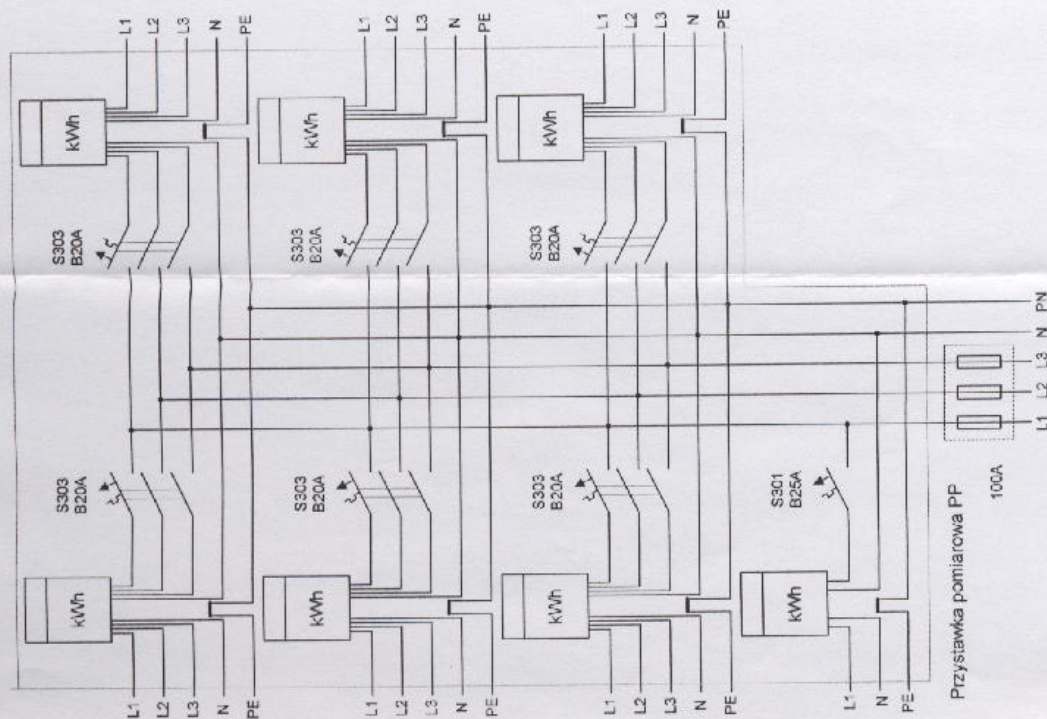 L1
L2
L3
N
PE
kWh
S303
B20A
L1
L2
L3
N
PE
kWh
S303
B20A
L1
L2
L3
N
PE
kWh
S303
B20A
S303
B20A
kWh
L1
L2
L3
N
PE
S303
B20A
kWh
L1
L2
L3
N
PE
S303
B20A
kWh
L1
L2
L3
N
PE
S301
B25A
kWh
L1
N
PE
PN
N
L3
L2
L1
100A
Przystawka pomiarowa PP